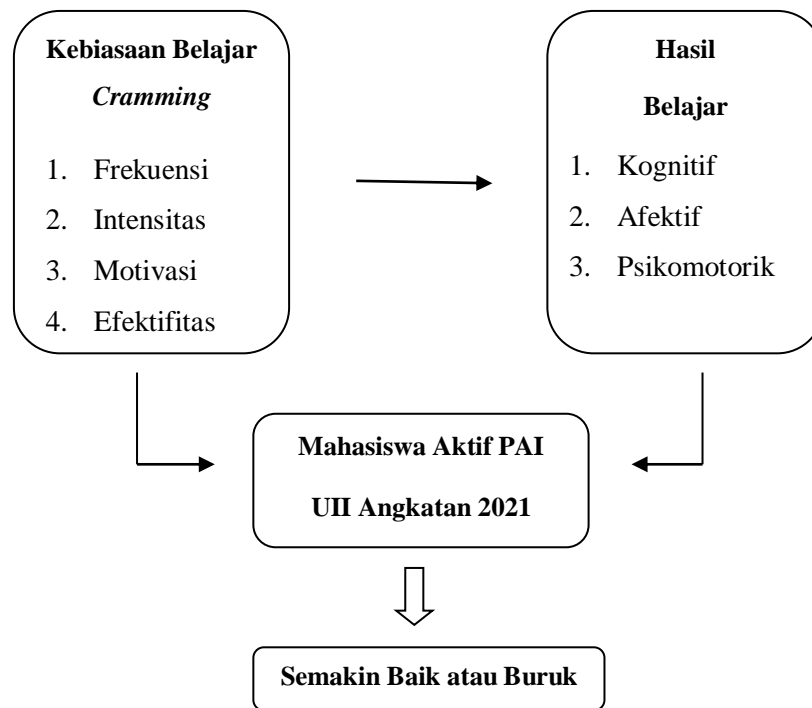 Kebiasaan Belajar
Cramming
1. Frekuensi
2. Intensitas
3. Motivasi
4. Efektifitas
Hasil
Belajar
1. Kognitif
2. Afektif
3. Psikomotorik
Mahasiswa Aktif PAI
UII Angkatan 2021
Semakin Baik atau Buruk